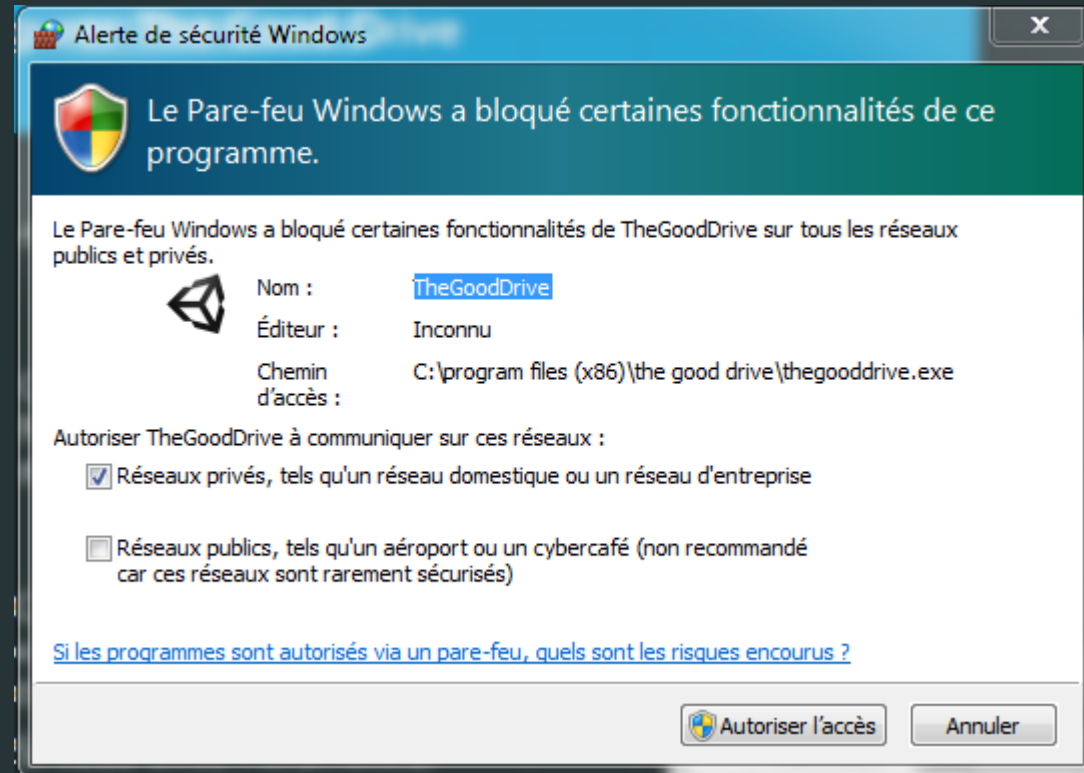 Alerte de sécurité Windows
Le Pare-feu Windows a bloqué certaines fonctionnalités de ce
programme.
Le Pare-feu Windows a bloqué certaines fonctionnalités de TheGoodDrive sur tous les réseaux
publics et privés.
Nom : TheGoodDrive
Éditeur : Inconnu
Chemin d'accès : C:\program files (x86)\the good drive\thegooddrive.exe
Autoriser TheGoodDrive à communiquer sur ces réseaux :
Réseaux privés, tels qu'un réseau domestique ou un réseau d'entreprise
Réseaux publics, tels qu'un aéroport ou un cybercafé (non recommandé
car ces réseaux sont rarement sécurisés)
Si les programmes sont autorisés via un pare-feu, quels sont les risques encourus ?
Autoriser l'accès Annuler